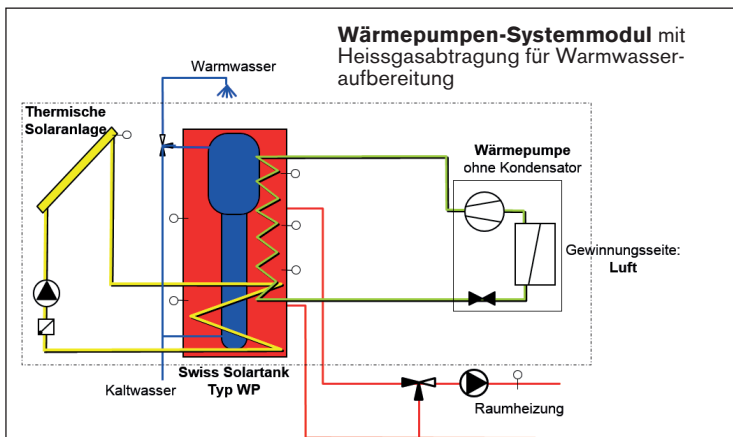 Wärmepumpen-Systemmodul mit
Heissgasabtragung für Warmwasser-
aufbereitung
Warmwasser
Thermische
Solaranlage
Wärmepumpe
ohne Kondensator
Gewinnungsseite:
Luft
Kaltwasser
Swiss Solartank
Typ WP
Raumheizung